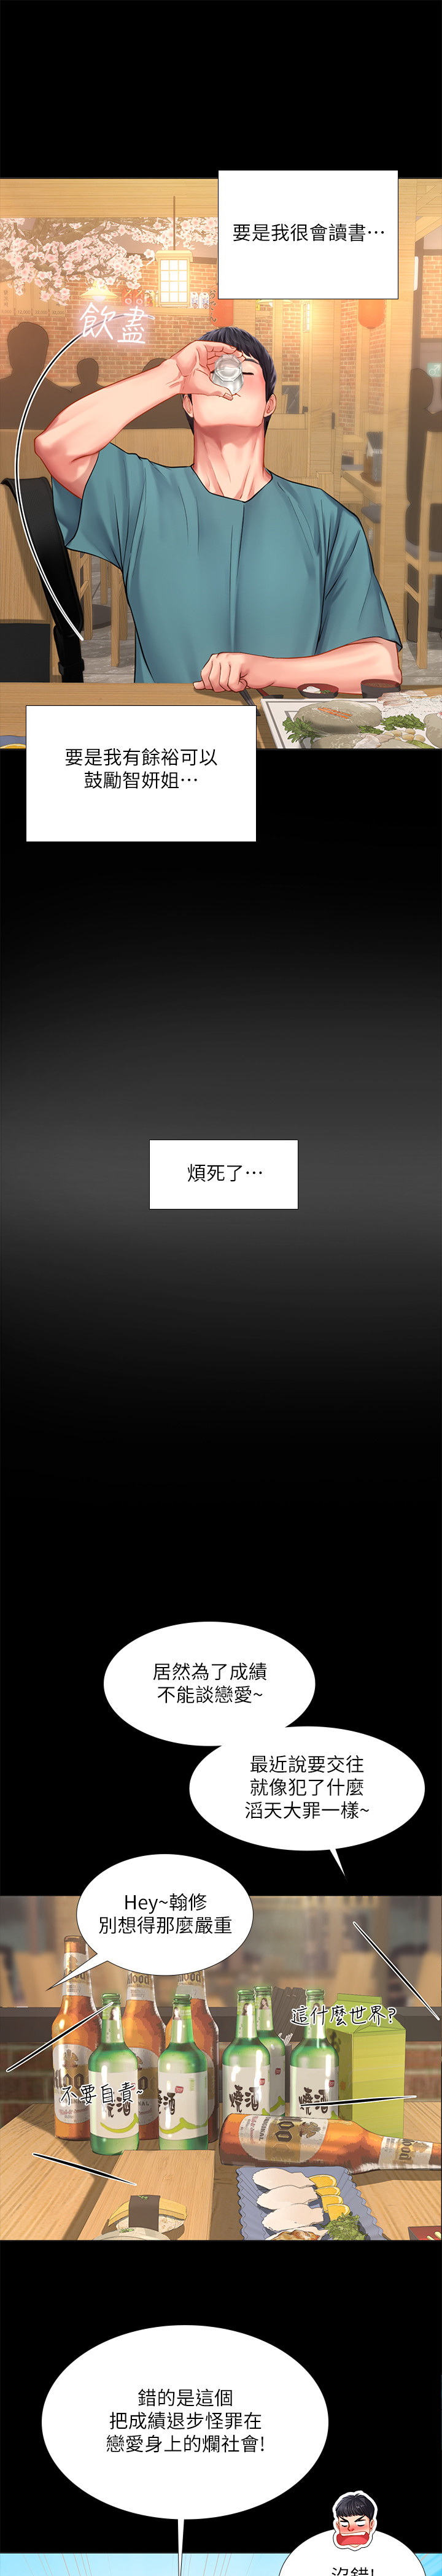 要是我很會讀書⋯
飲盡
要是我有餘裕可以
鼓勵智妍姐⋯
煩死了⋯
居然為了成績
不能談戀愛~
最近說要交往
就像犯了什麼
滔天大罪一樣~
Hey~翰修
別想得那麼嚴重
這什麼世界?
不要自責~
燒酒
燒酒
燒酒
錯的是這個
把成績退步怪罪在
戀愛身上的爛社會!
沒錯!